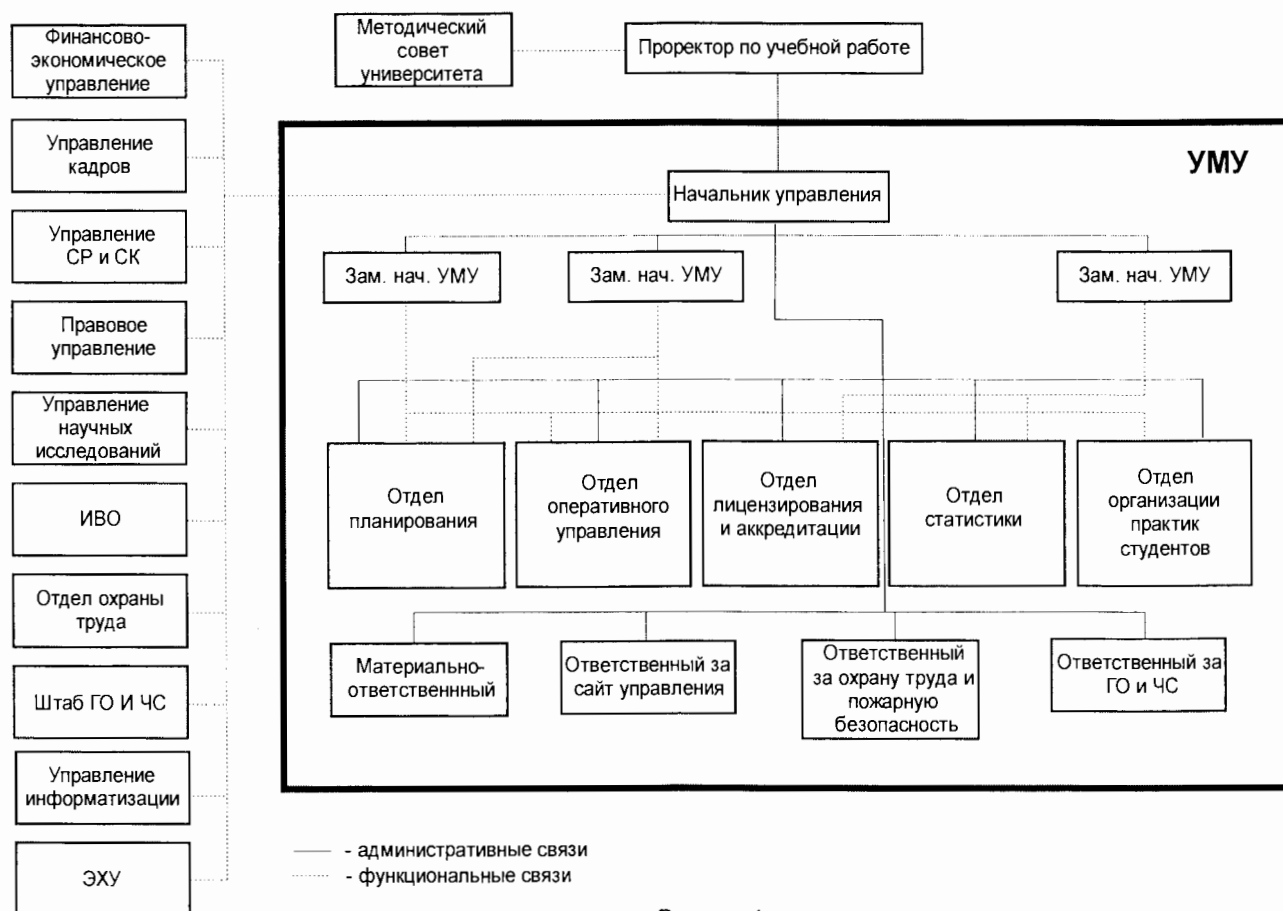 Финансово-
экономическое
управление
Управление
кадров
Управление
СР и СК
Правовое
управление
Управление
научных
исследований
ИВО
Отдел охраны
труда
Штаб ГО И ЧС
Управление
информатизации
ЭХУ
Методический
совет
университета
Проректор по учебной работе
УМУ
Начальник управления
Зам. нач. УМУ
Зам. нач. УМУ
Зам. нач. УМУ
Отдел
планирования
Отдел
оперативного
управления
Отдел
лицензирования
и аккредитации
Отдел
статистики
Отдел
организации
практик
студентов
Материально-
ответственнный
Ответственный за
сайт управления
Ответственный
за охрану труда и
пожарную
безопасность
Ответственный за
ГО и ЧС
- административные связи
- функциональные связи